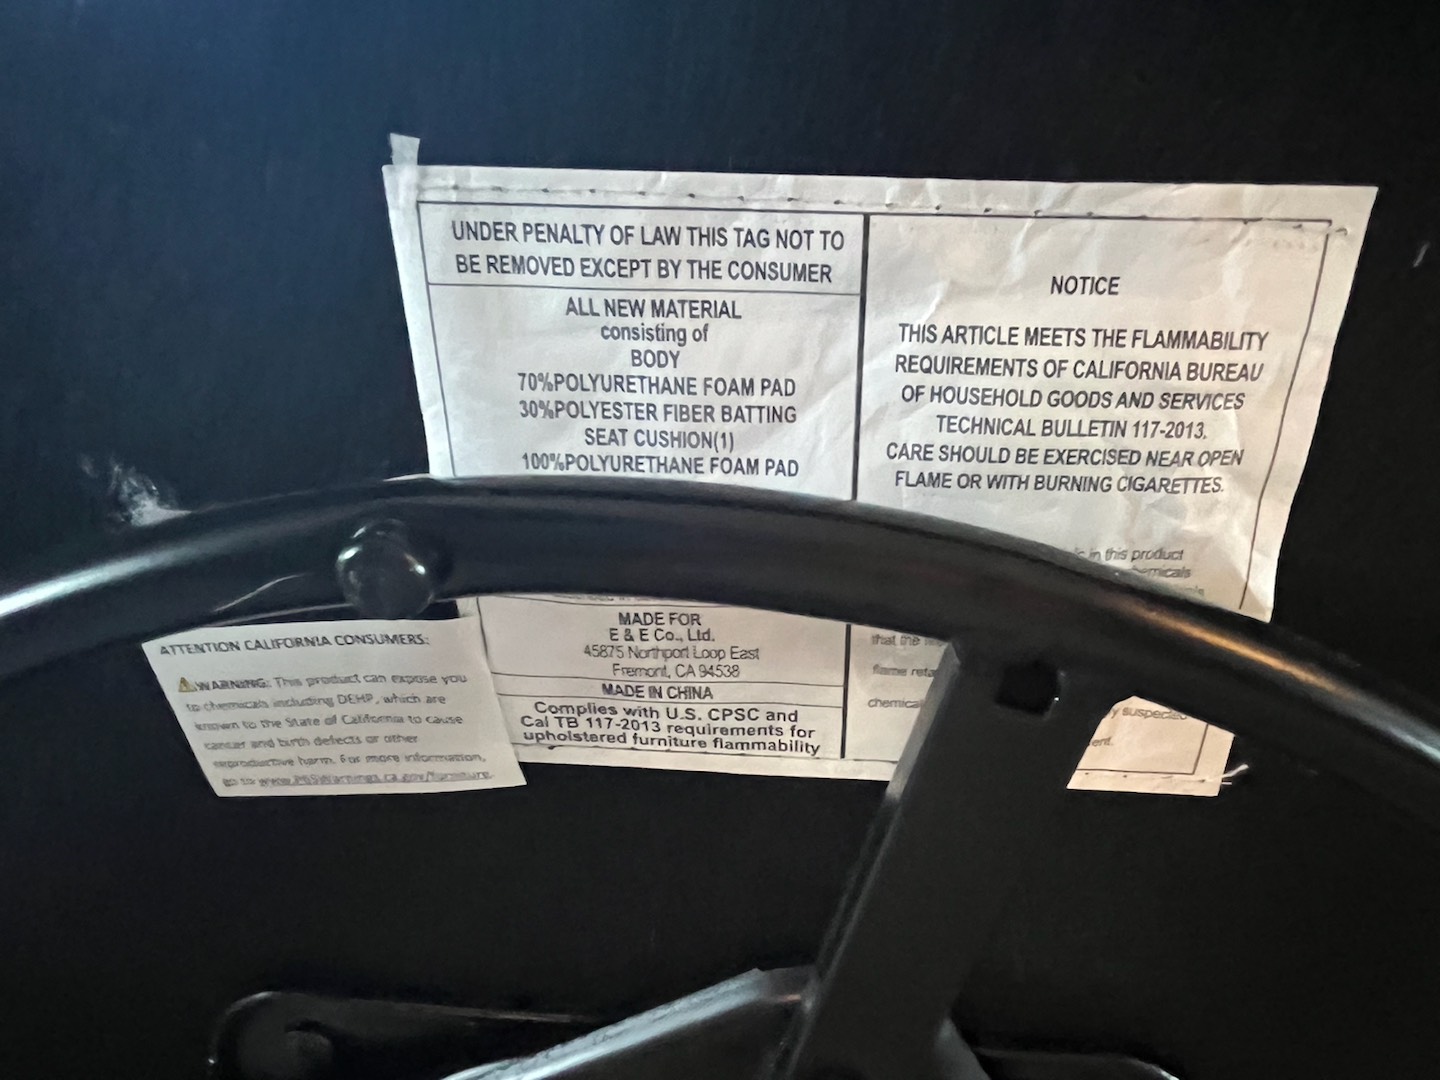 UNDER PENALTY OF LAW THIS TAG NOT TO
BE REMOVED EXCEPT BY THE CONSUMER
ALL NEW MATERIAL
consisting of
BODY
70%POLYURETHANE FOAM PAD
30%POLYESTER FIBER BATTING
SEAT CUSHION(1)
100%POLYURETHANE FOAM PAD
MADE FOR
E & E Co., Ltd.
45875 Northport Loop East
Fremont, CA 94538
MADE IN CHINA
Complies with U.S. CPSC and
Cal TB 117-2013 requirements for
upholstered furniture flammability
NOTICE
THIS ARTICLE MEETS THE FLAMMABILITY
REQUIREMENTS OF CALIFORNIA BUREAU
OF HOUSEHOLD GOODS AND SERVICES
TECHNICAL BULLETIN 117-2013.
CARE SHOULD BE EXERCISED NEAR OPEN
FLAME OR WITH BURNING CIGARETTES.
in this product
that the
flame
ATTENTION CALIFORNIA CONSUMERS:
WARNING: This product can expose you
to chemicals including DEHP, which are
known to the State of California to cause
cancer and birth defects or other
reproductive harm. For more information,
go to www.P65Warnings.ca.gov/furniture.